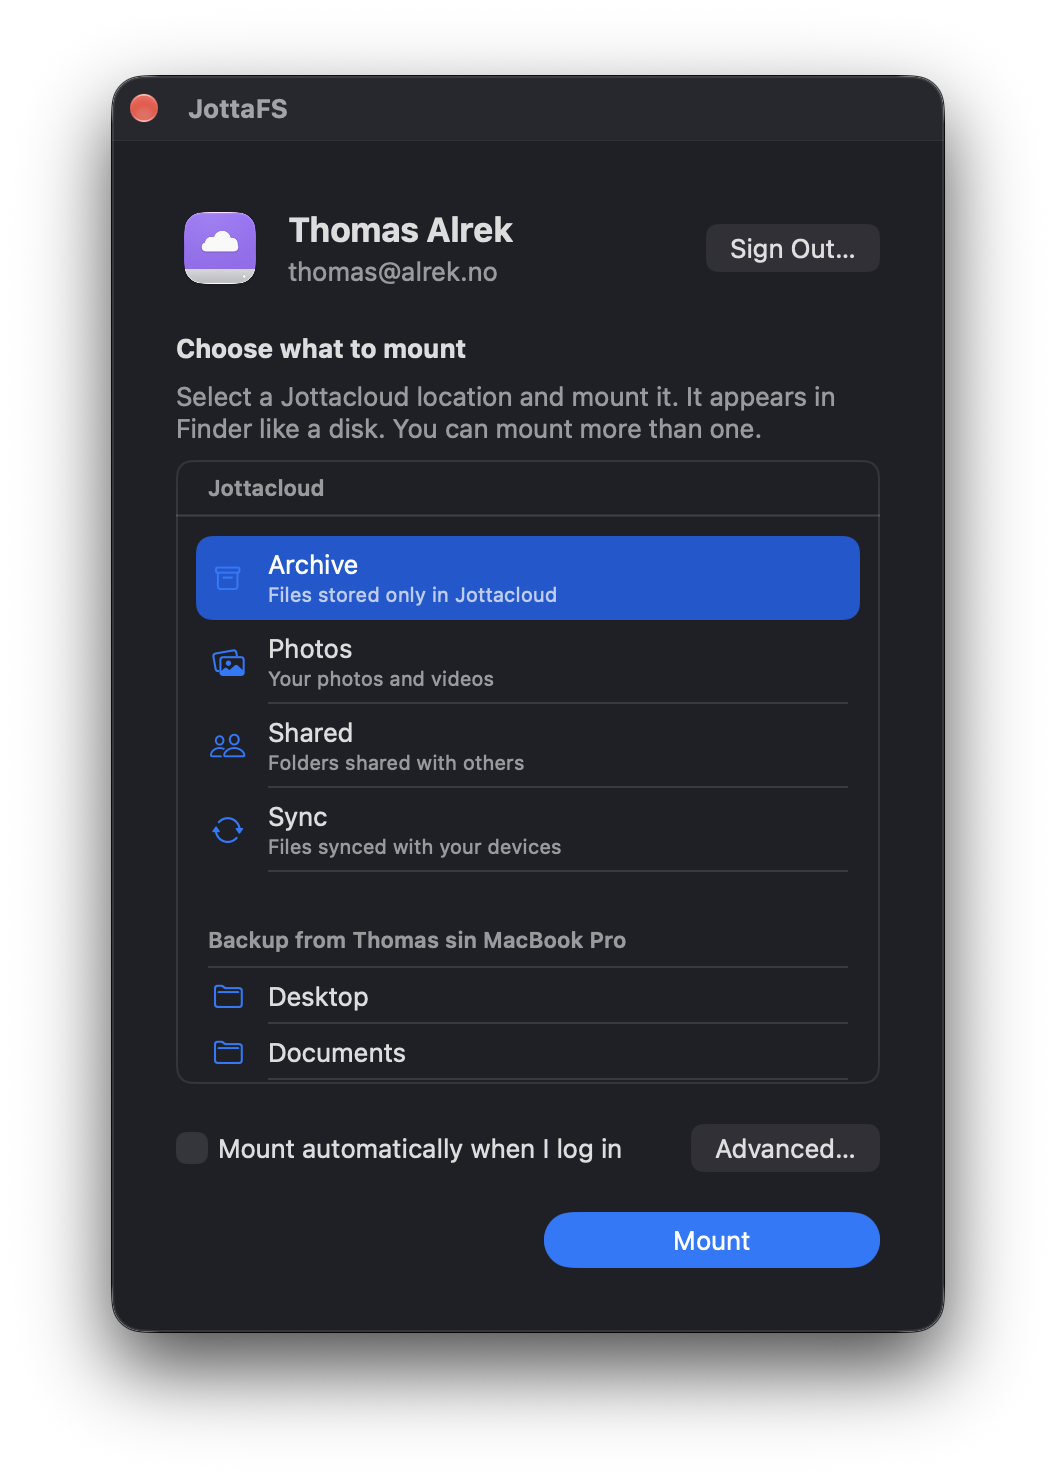 JottaFS
Thomas Alrek
thomas@alrek.no
Sign Out...
Choose what to mount
Select a Jottacloud location and mount it. It appears in
Finder like a disk. You can mount more than one.
Jottacloud
Archive
Files stored only in Jottacloud
Photos
Your photos and videos
Shared
Folders shared with others
Sync
Files synced with your devices
Backup from Thomas sin MacBook Pro
Desktop
Documents
Mount automatically when I log in
Advanced...
Mount